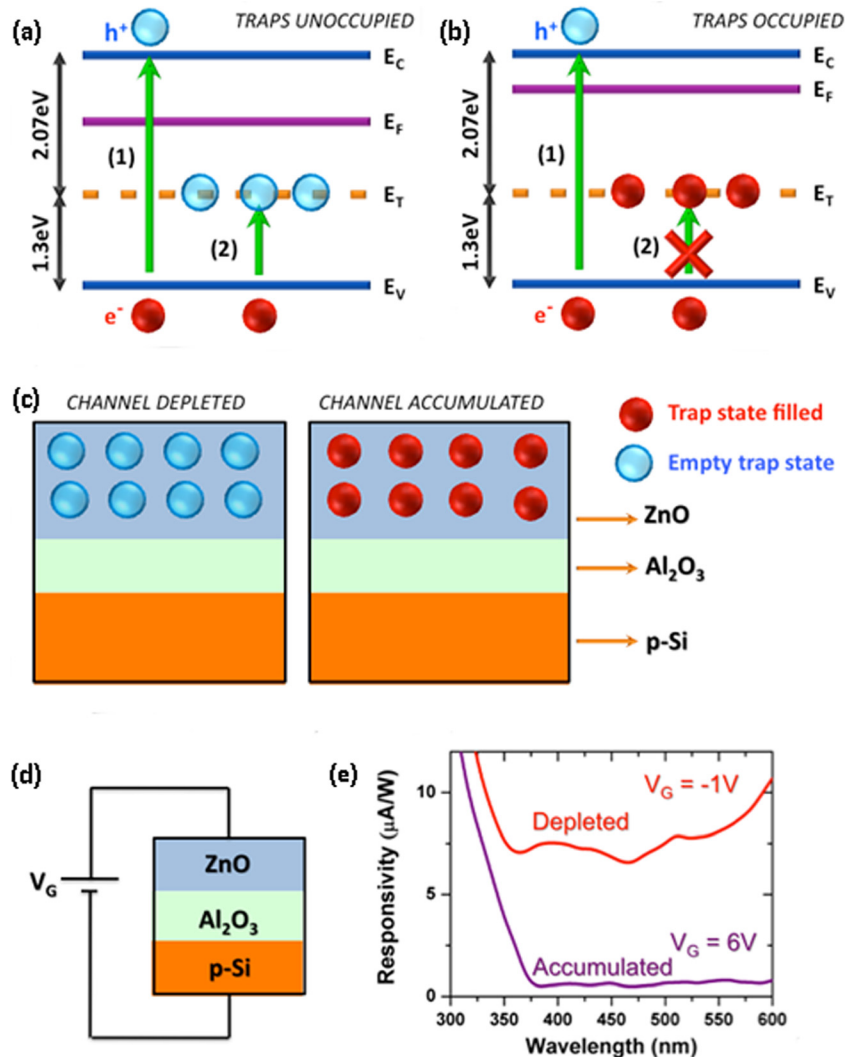 (a)
TRAPS UNOCCUPIED
h+
EC
2.07eV
EF
(1)
ET
1.3eV
(2)
EV
e-
(b)
TRAPS OCCUPIED
h+
EC
2.07eV
EF
(1)
ET
1.3eV
(2)
EV
e-
(c)
CHANNEL DEPLETED
CHANNEL ACCUMULATED
Trap state filled
Empty trap state
ZnO
Al2O3
p-Si
(d)
VG
ZnO
Al2O3
p-Si
(e)
Responsivity (µA/W)
10
5
0
VG = -1V
Depleted
VG = 6V
Accumulated
300 350 400 450 500 550 600
Wavelength (nm)